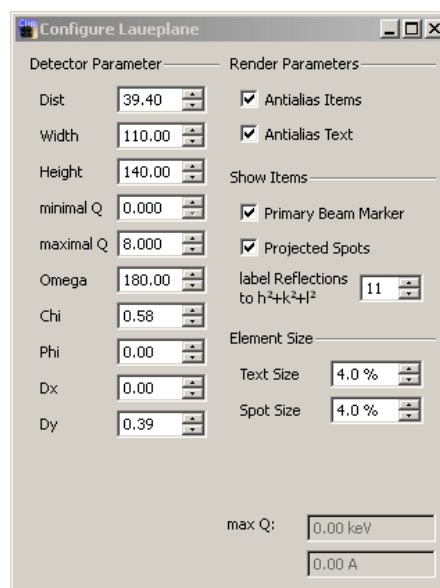 Clip
Configure Laueplane
Detector Parameter
Dist 39.40
Width 110.00
Height 140.00
minimal Q 0.000
maximal Q 8.000
Omega 180.00
Chi 0.58
Phi 0.00
Dx 0.00
Dy 0.39
Render Parameters
Antialias Items
Antialias Text
Show Items
Primary Beam Marker
Projected Spots
label Reflections
to h²+k²+l² 11
Element Size
Text Size 4.0 %
Spot Size 4.0 %
max Q: 0.00 keV
0.00 A